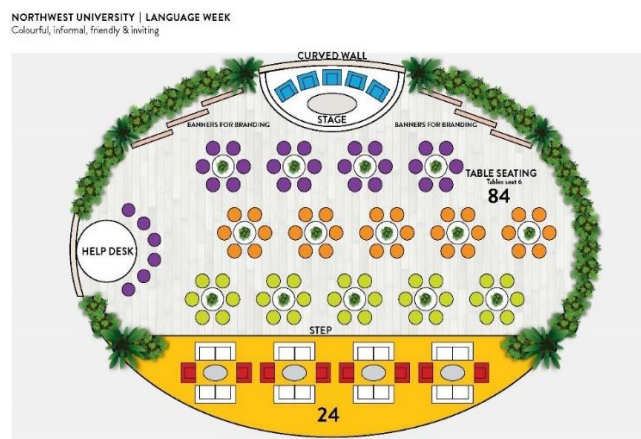 NORTHWEST UNIVERSITY | LANGUAGE WEEK
Colourful, informal, friendly & inviting
CURVED WALL
STAGE
BANNERS FOR BRANDING
BANNERS FOR BRANDING
TABLE SEATING
Tables seat 6
84
HELP DESK
STEP
24